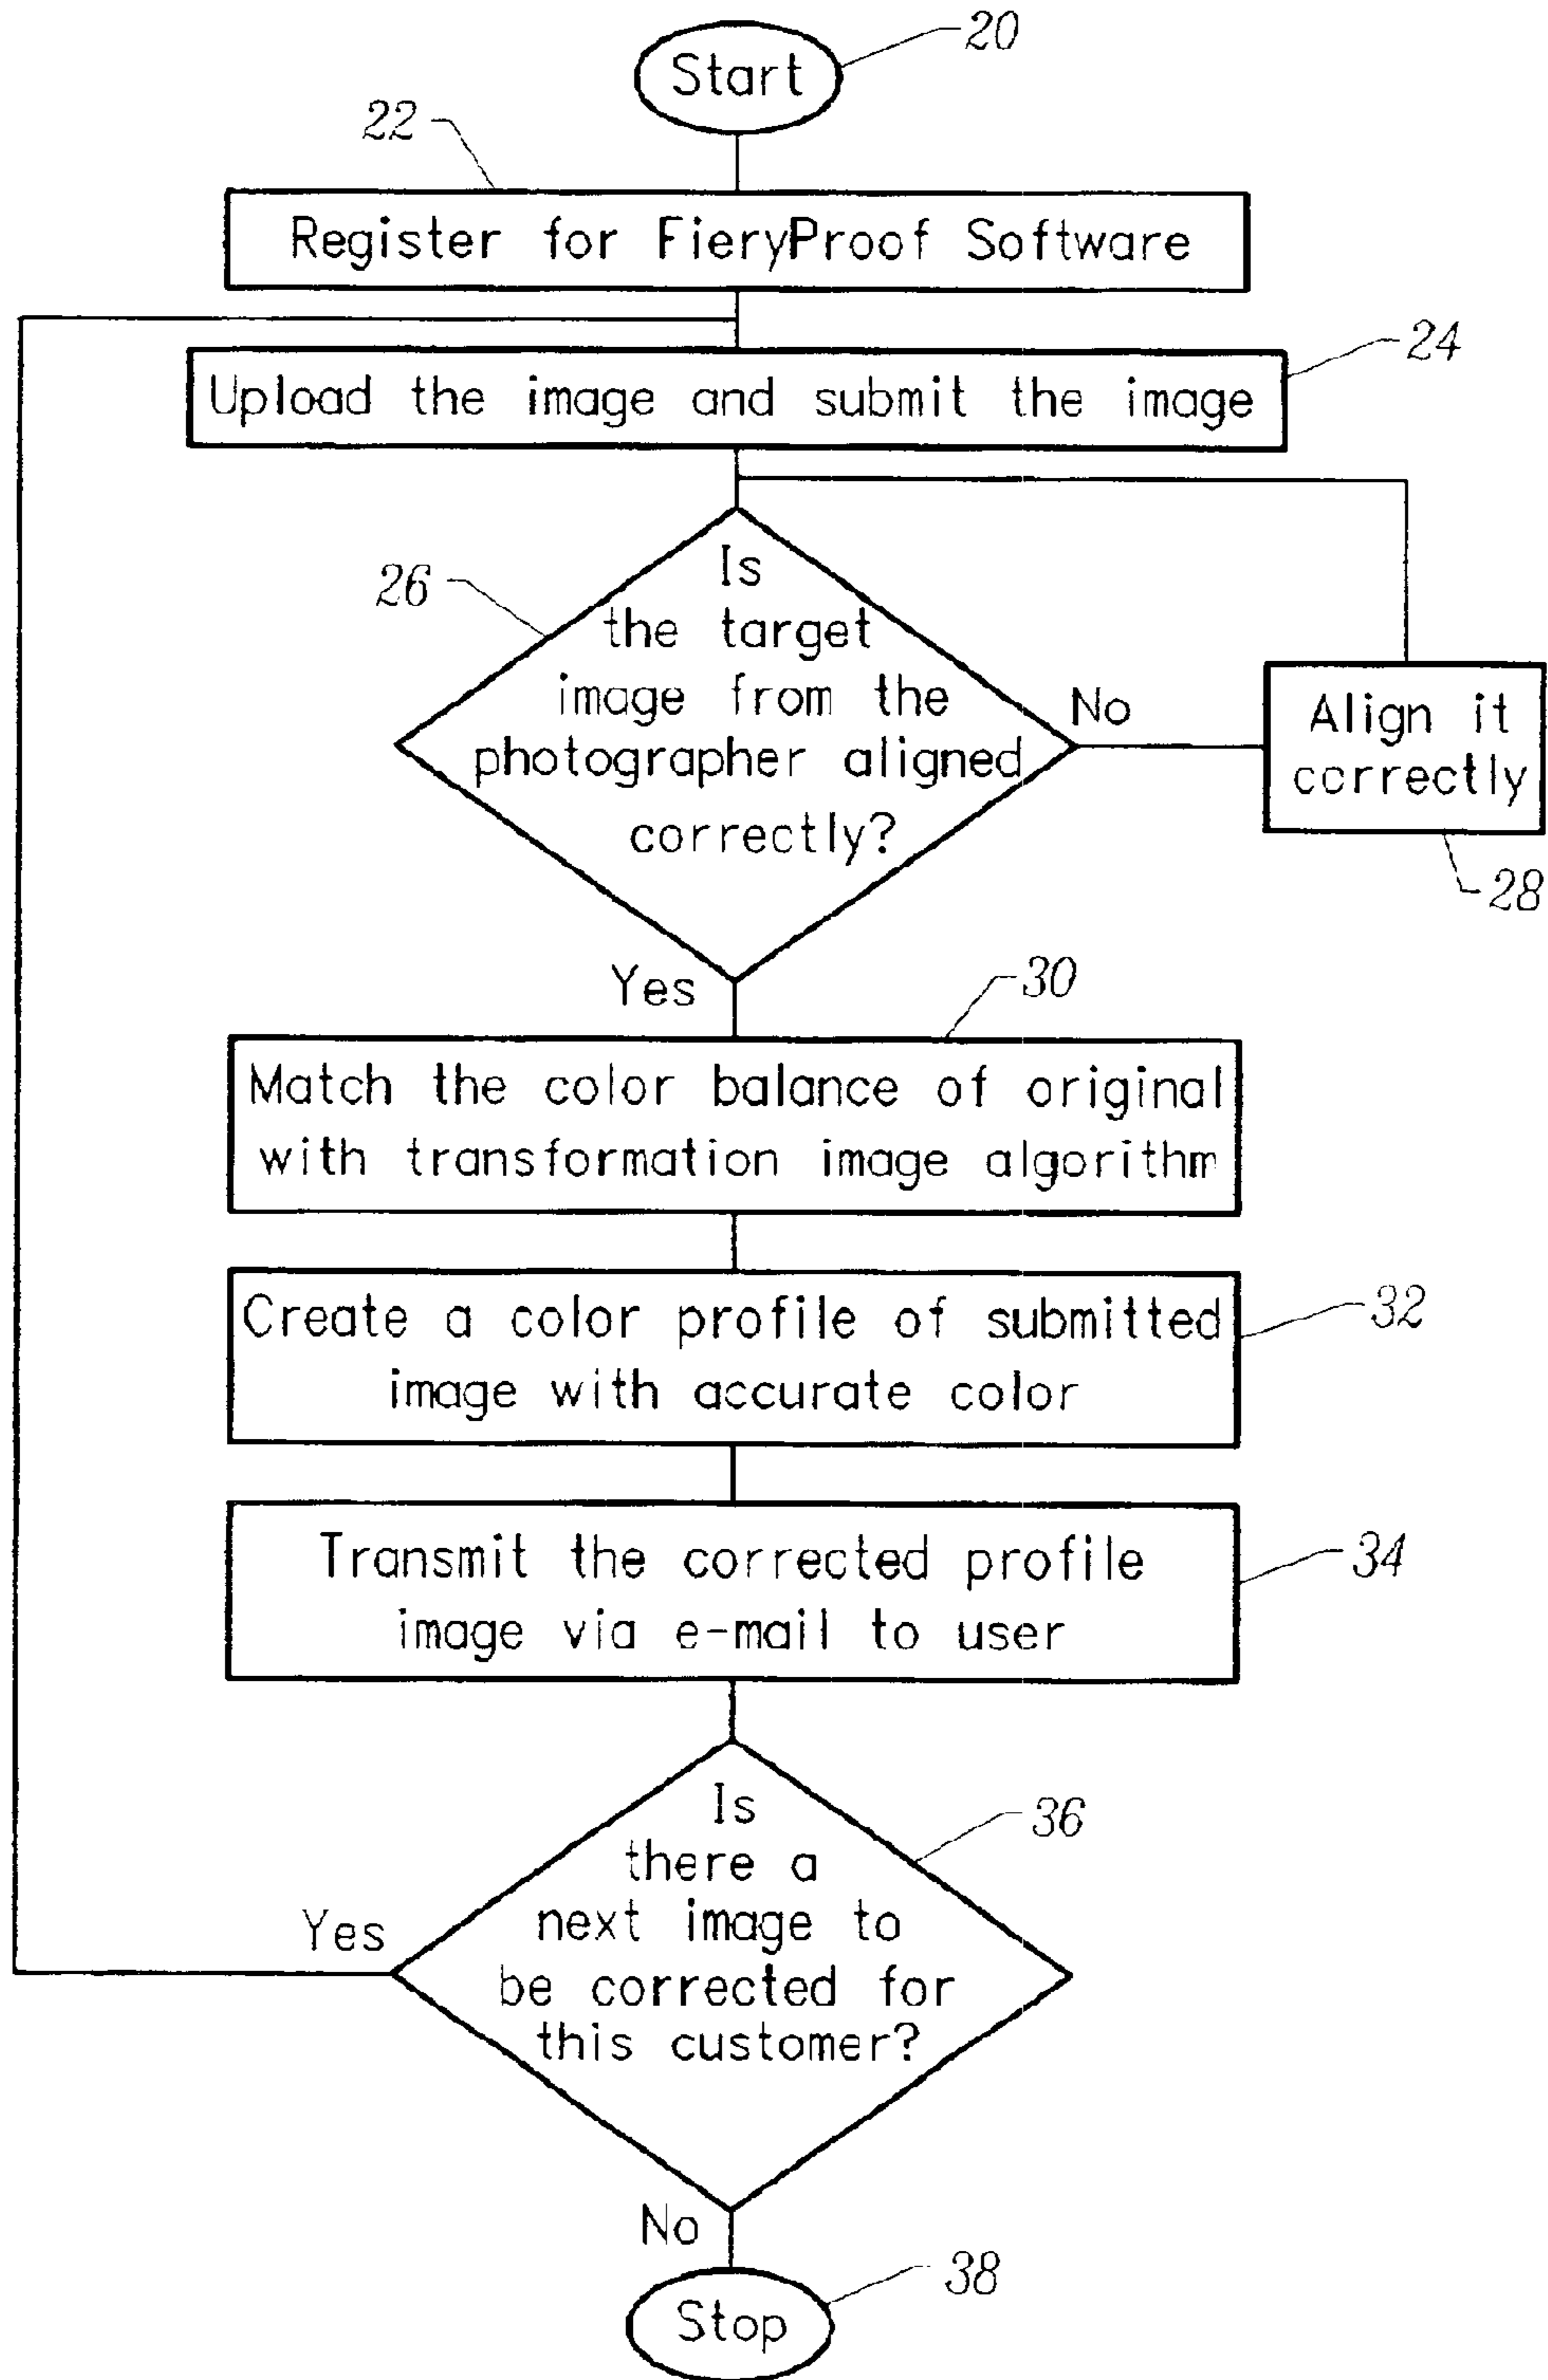 20
Start
22
Register for FieryProof Software
24
Upload the image and submit the image
26
Is
the target
image from the
photographer aligned
correctly?
No
Align it
correctly
28
Yes
30
Match the color balance of original
with transformation image algorithm
Create a color profile of submitted
image with accurate color
32
Transmit the corrected profile
image via e-mail to user
34
Is
there a
next image to
be corrected for
this customer?
36
Yes
No
38
Stop